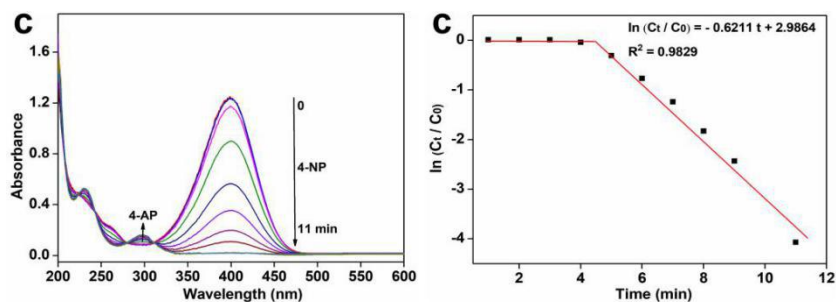 C
1.6
1.2
0.8
0.4
0.0
Absorbance
0
4-NP
11 min
4-AP
200 250 300 350 400 450 500 550 600
Wavelength (nm)
C
ln (Ct / C0) = - 0.6211 t + 2.9864
R² = 0.9829
0
-1
-2
-3
-4
ln (Ct / C0)
2 4 6 8 10 12
Time (min)